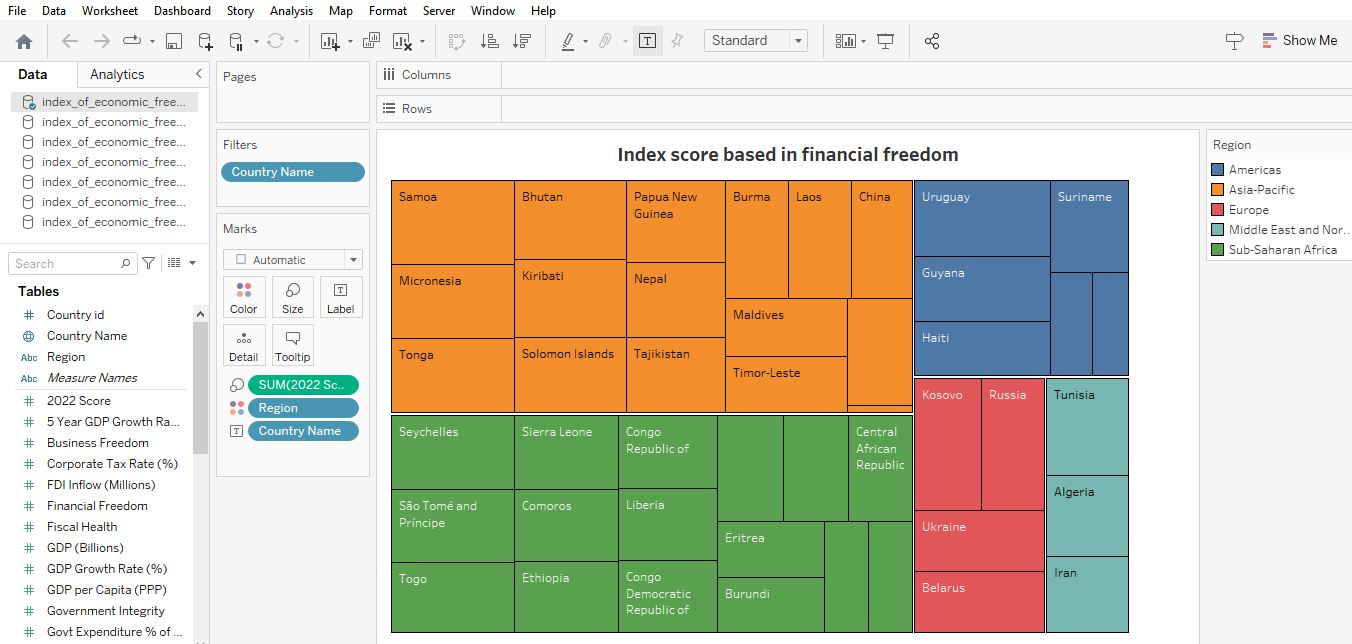 File Data Worksheet Dashboard Story Analysis Map Format Server Window Help
Standard
Show Me
Data Analytics
index_of_economic_free...
index_of_economic_free...
index_of_economic_free...
index_of_economic_free...
index_of_economic_free...
index_of_economic_free...
index_of_economic_free...
Search
Tables
Country id
Country Name
Abc Region
Abc Measure Names
2022 Score
5 Year GDP Growth Ra...
Business Freedom
Corporate Tax Rate (%)
FDI Inflow (Millions)
Financial Freedom
Fiscal Health
GDP (Billions)
GDP Growth Rate (%)
GDP per Capita (PPP)
Government Integrity
Govt Expenditure % of ...
Pages
Filters
Country Name
Marks
Automatic
Color Size Label
Detail Tooltip
SUM(2022 Sc..
Region
Country Name
Columns
Rows
Index score based in financial freedom
Samoa
Micronesia
Tonga
Bhutan
Kiribati
Solomon Islands
Papua New
Guinea
Nepal
Tajikistan
Burma
Laos
China
Maldives
Timor-Leste
Uruguay
Guyana
Haiti
Suriname
Seychelles
São Tomé and
Príncipe
Togo
Sierra Leone
Comoros
Ethiopia
Congo
Republic of
Liberia
Congo
Democratic
Republic of
Central
African
Republic
Eritrea
Burundi
Kosovo
Russia
Ukraine
Belarus
Tunisia
Algeria
Iran
Region
Americas
Asia-Pacific
Europe
Middle East and Nor..
Sub-Saharan Africa